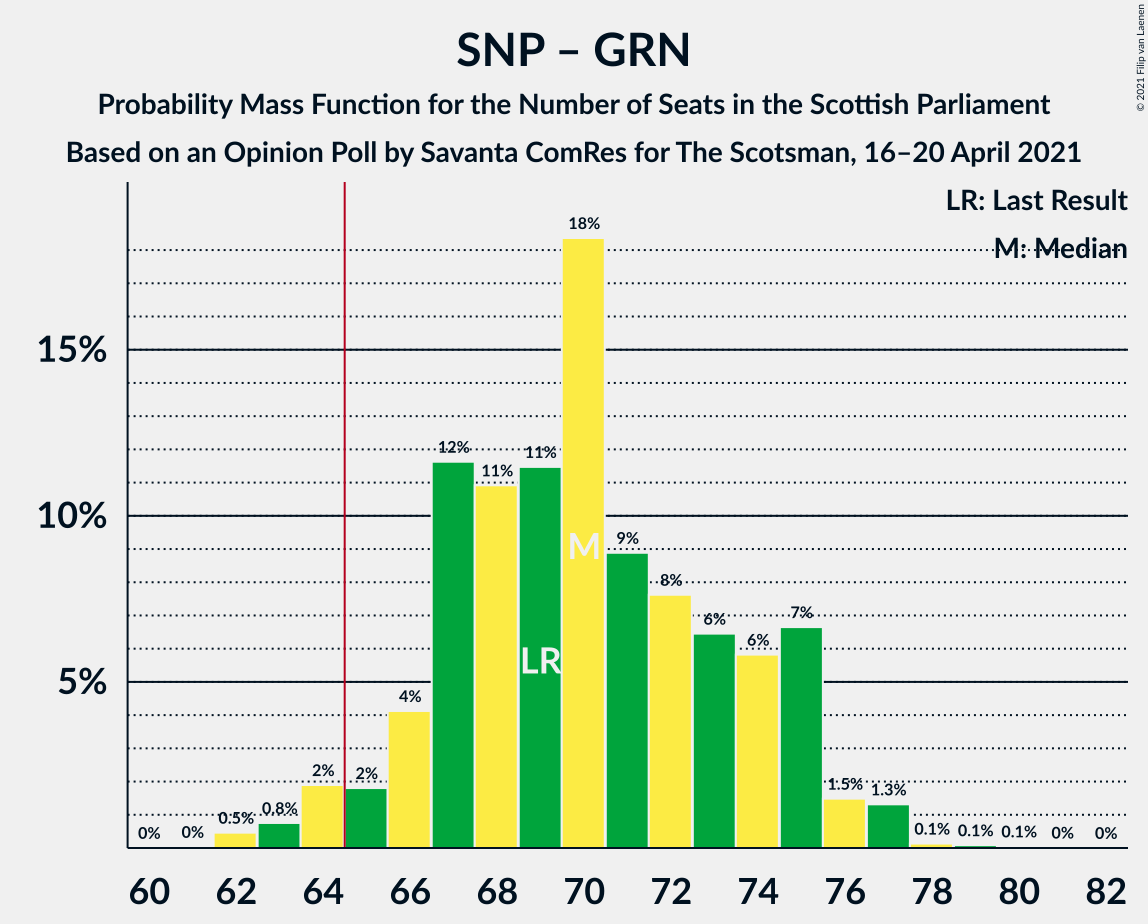 SNP – GRN
Probability Mass Function for the Number of Seats in the Scottish Parliament
Based on an Opinion Poll by Savanta ComRes for The Scotsman, 16–20 April 2021
© 2021 Filip van Laenen
LR: Last Result
M: Median
15%
10%
5%
0%
0%
0.5%
0.8%
2%
2%
4%
12%
11%
11%
18%
9%
8%
6%
6%
7%
1.5%
1.3%
0.1%
0.1%
0.1%
0%
0%
LR
M
60 62 64 66 68 70 72 74 76 78 80 82